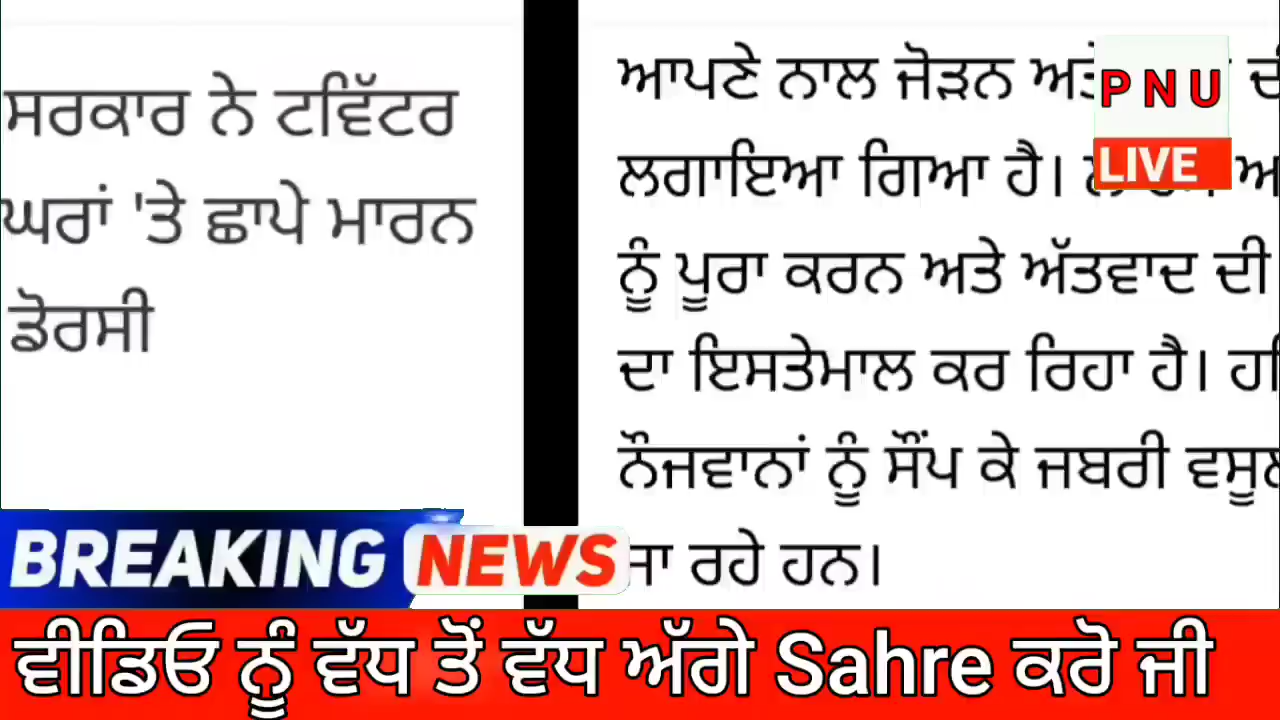 ਸਰਕਾਰ ਨੇ ਟਵਿੱਟਰ
ਘਰਾਂ 'ਤੇ ਛਾਪੇ ਮਾਰਨ
ਡੋਰਸੀ
ਆਪਣੇ ਨਾਲ ਜੋੜਨ ਅਤੇ
ਲਗਾਇਆ ਗਿਆ ਹੈ।
ਨੂੰ ਪੂਰਾ ਕਰਨ ਅਤੇ ਅੱਤਵਾਦ ਦੀ
ਦਾ ਇਸਤੇਮਾਲ ਕਰ ਰਿਹਾ ਹੈ।
ਨੌਜਵਾਨਾਂ ਨੂੰ ਸੌਂਪ ਕੇ ਜਬਰੀ
ਜਾ ਰਹੇ ਹਨ।
PNU
LIVE
BREAKING NEWS
ਵੀਡਿਓ ਨੂੰ ਵੱਧ ਤੋਂ ਵੱਧ ਅੱਗੇ Sahre ਕਰੋ ਜੀ